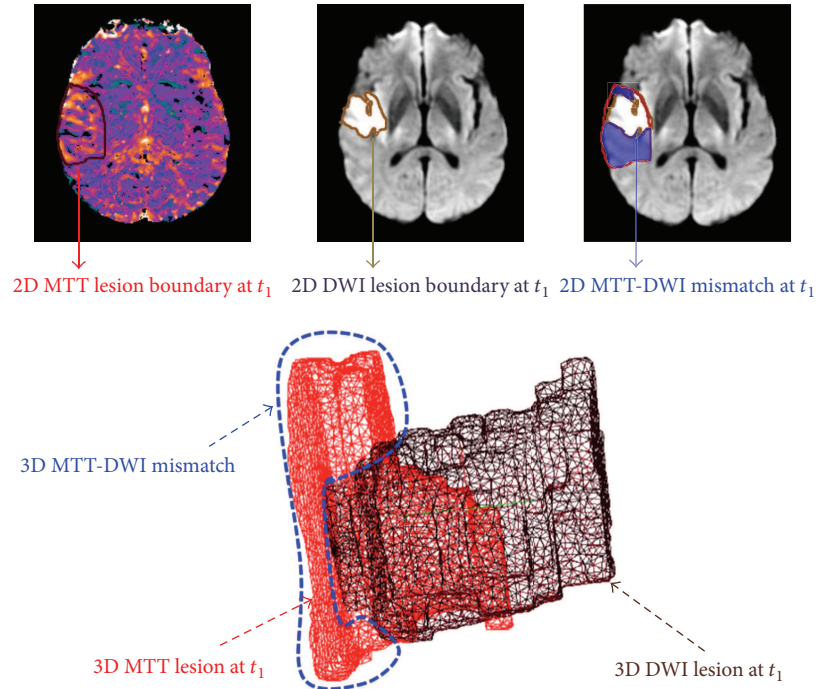 2D MTT lesion boundary at t₁
2D DWI lesion boundary at t₁
2D MTT-DWI mismatch at t₁
3D MTT-DWI mismatch
3D MTT lesion at t₁
3D DWI lesion at t₁